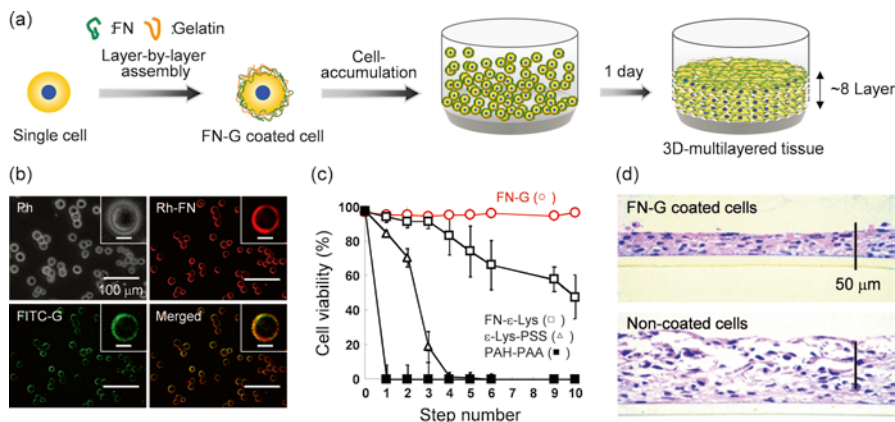 (a)
:FN :Gelatin
Layer-by-layer
assembly
Single cell
FN-G coated cell
Cell-
accumulation
1 day
~8 Layer
3D-multilayered tissue
(b)
Ph
Rh-FN
100 μm
FITC-G
Merged
(c)
FN-G (○)
Cell viability (%)
100
80
60
40
20
0
FN-ε-Lys (□)
ε-Lys-PSS (△)
PAH-PAA (■)
0 1 2 3 4 5 6 9 10
Step number
(d)
FN-G coated cells
50 μm
Non-coated cells